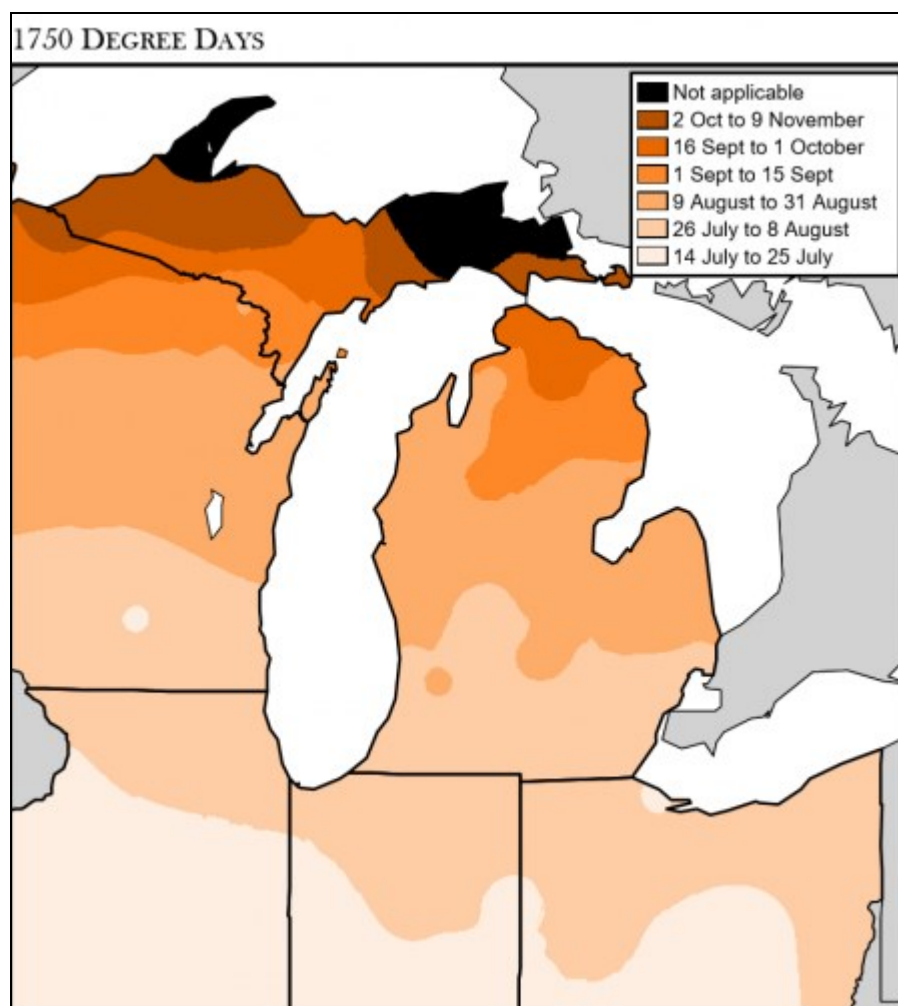 1750 Degree Days
Not applicable
2 Oct to 9 November
16 Sept to 1 October
1 Sept to 15 Sept
9 August to 31 August
26 July to 8 August
14 July to 25 July